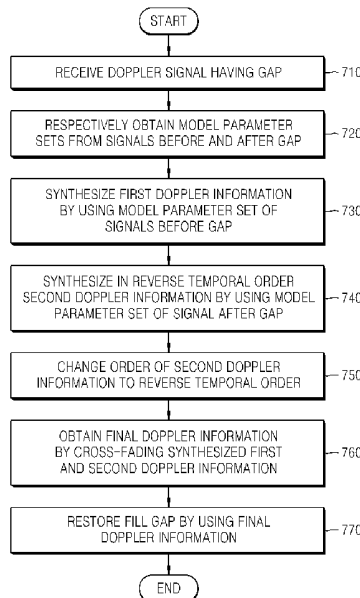 START
RECEIVE DOPPLER SIGNAL HAVING GAP
710
RESPECTIVELY OBTAIN MODEL PARAMETER
SETS FROM SIGNALS BEFORE AND AFTER GAP
720
SYNTHESIZE FIRST DOPPLER INFORMATION
BY USING MODEL PARAMETER SET OF
SIGNALS BEFORE GAP
730
SYNTHESIZE IN REVERSE TEMPORAL ORDER
SECOND DOPPLER INFORMATION BY USING MODEL
PARAMETER SET OF SIGNAL AFTER GAP
740
CHANGE ORDER OF SECOND DOPPLER
INFORMATION TO REVERSE TEMPORAL ORDER
750
OBTAIN FINAL DOPPLER INFORMATION
BY CROSS-FADING SYNTHESIZED FIRST
AND SECOND DOPPLER INFORMATION
760
RESTORE FILL GAP BY USING FINAL
DOPPLER INFORMATION
770
END